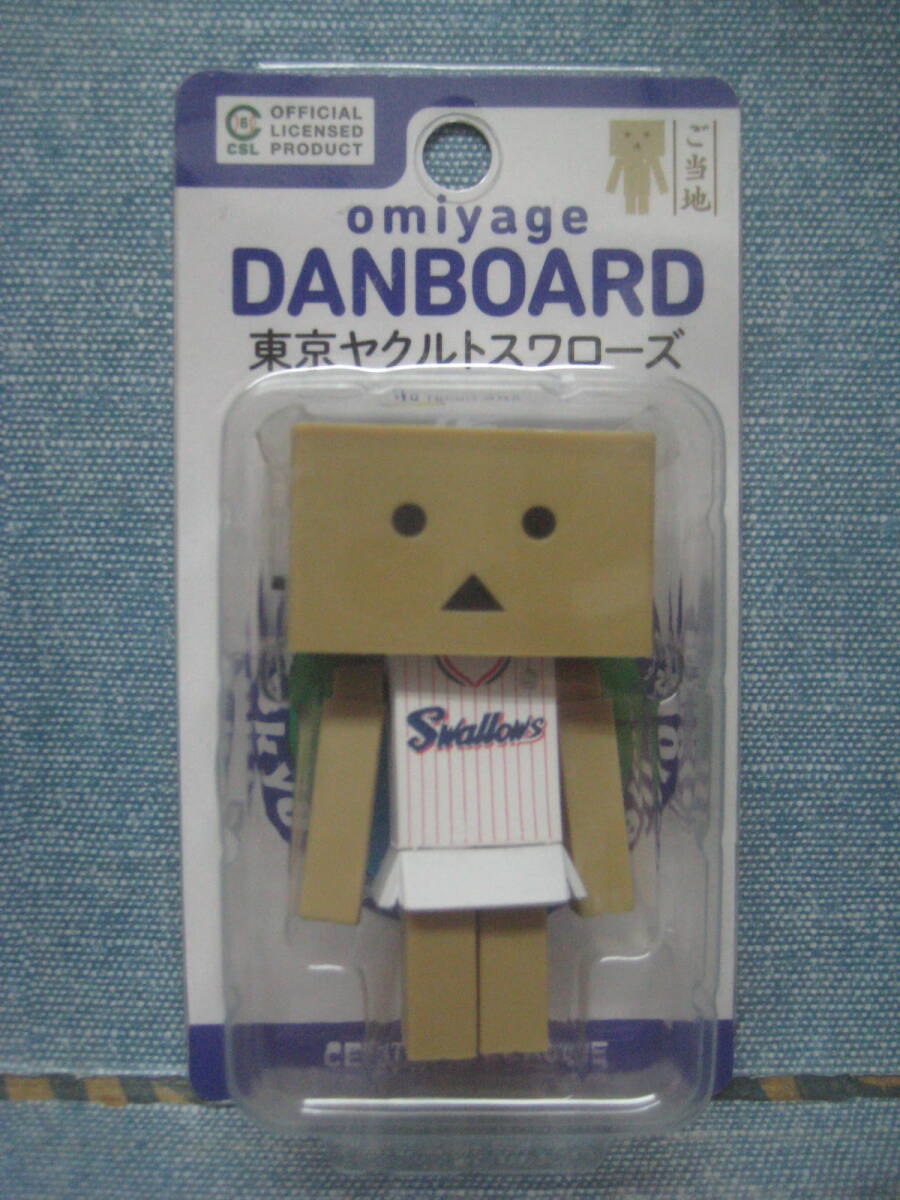 CSL
OFFICIAL
LICENSED
PRODUCT
ご当地
omiyage
DANBOARD
東京ヤクルトスワローズ
Swallows